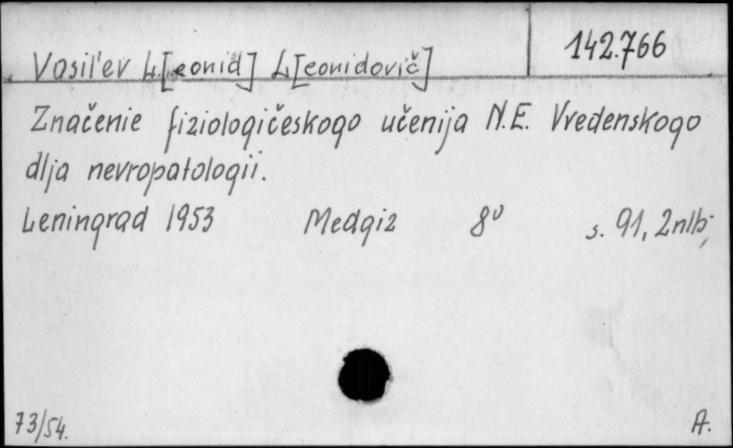 142.766
Vasil'ev L.[eonid] L[eonidovič]
Značenie fiziologičeskogo učenija N.E. Vvedenskogo
dlja nevropatologii.
Leningrad 1953 Medgiz 8° s. 91, 2nlb.
73/54. A.